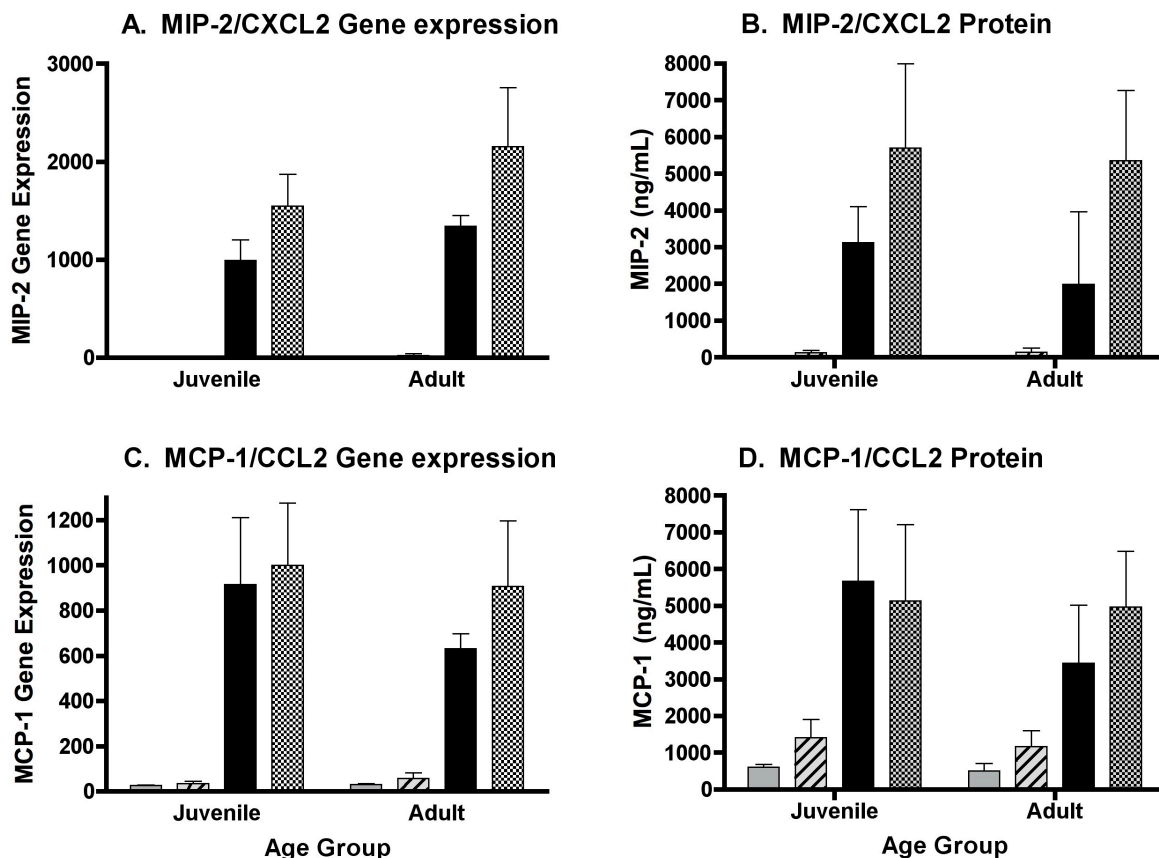 A. MIP-2/CXCL2 Gene expression
MIP-2 Gene Expression
3000
2000
1000
0
Juvenile Adult
B. MIP-2/CXCL2 Protein
MIP-2 (ng/mL)
8000
7000
6000
5000
4000
3000
2000
1000
0
Juvenile Adult
C. MCP-1/CCL2 Gene expression
MCP-1 Gene Expression
1200
1000
800
600
400
200
0
Juvenile Adult
Age Group
D. MCP-1/CCL2 Protein
MCP-1 (ng/mL)
8000
7000
6000
5000
4000
3000
2000
1000
0
Juvenile Adult
Age Group